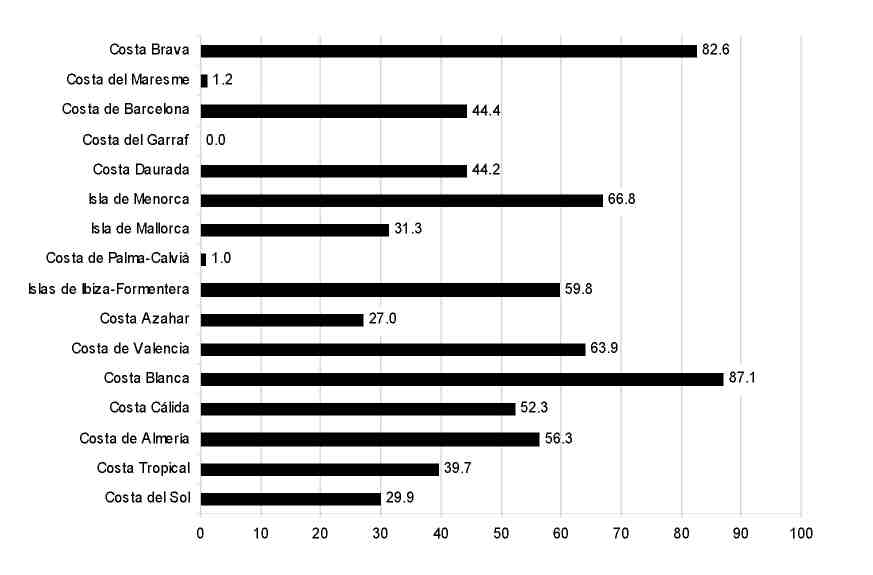 Costa Brava 82.6
Costa del Maresme 1.2
Costa de Barcelona 44.4
Costa del Garraf 0.0
Costa Daurada 44.2
Isla de Menorca 66.8
Isla de Mallorca 31.3
Costa de Palma-Calvià 1.0
Islas de Ibiza-Formentera 59.8
Costa Azahar 27.0
Costa de Valencia 63.9
Costa Blanca 87.1
Costa Cálida 52.3
Costa de Almería 56.3
Costa Tropical 39.7
Costa del Sol 29.9
0 10 20 30 40 50 60 70 80 90 100